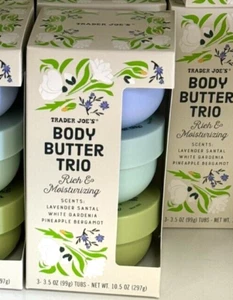 TRADER JOE'S
BODY
BUTTER
TRIO
Rich &
Moisturizing
SCENTS:
LAVENDER SANTAL
WHITE GARDENIA
PINEAPPLE BERGAMOT
3- 3.5 OZ (99g) TUBS · NET WT 10.5 OZ (297g)
TRADER JOE'S
BODY
BUTTER
TRIO
Rich &
Moisturizing
SCENTS:
LAVENDER SANTAL
WHITE GARDENIA
PINEAPPLE BERGAMOT
3- 3.5 OZ (99g) TUBS · NET W
97g)